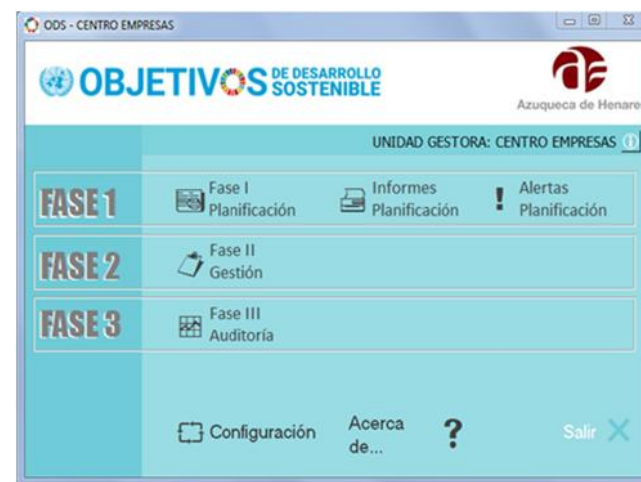 ODS - CENTRO EMPRESAS
OBJETIVOS DE DESARROLLO
SOSTENIBLE
Azuqueca de Henare
UNIDAD GESTORA: CENTRO EMPRESAS
FASE 1
Fase I
Planificación
Informes
Planificación
!
Alertas
Planificación
FASE 2
Fase II
Gestión
FASE 3
Fase III
Auditoría
Configuración
Acerca
de...
?
Salir